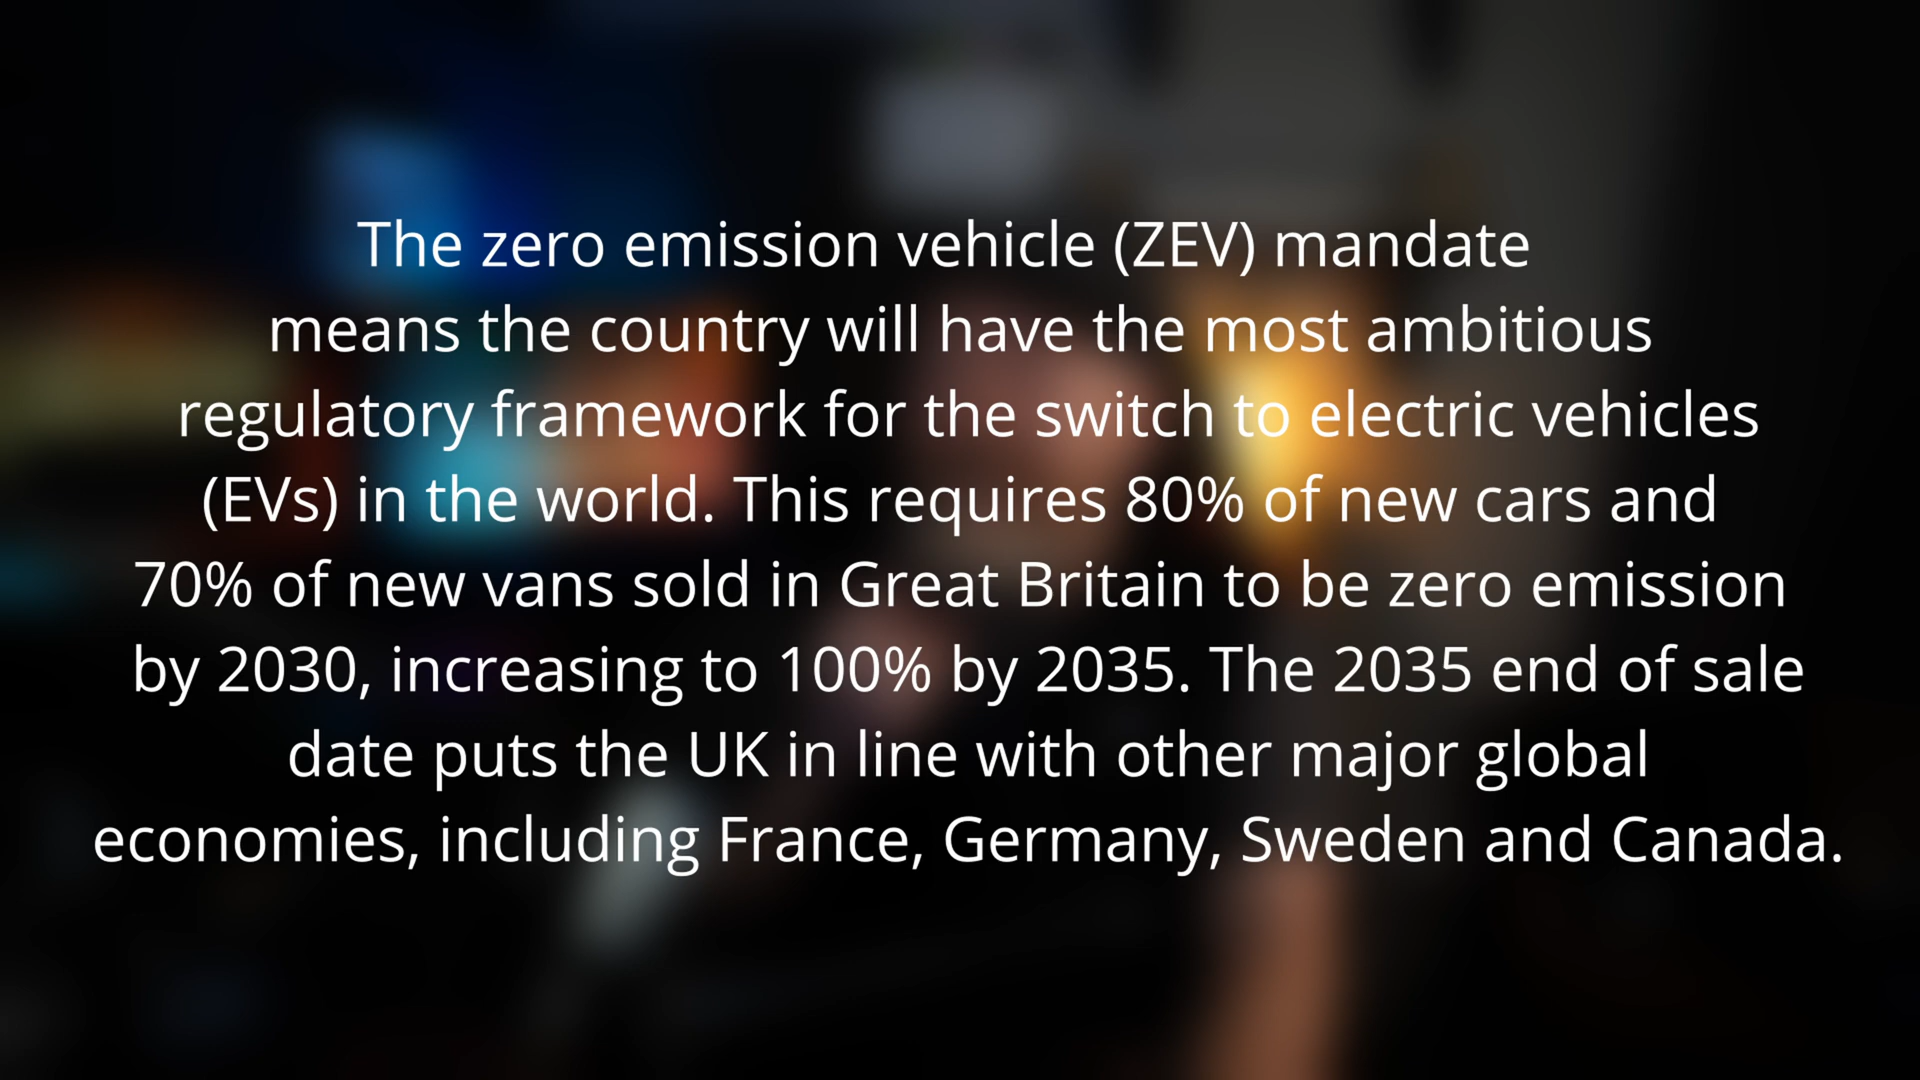 The zero emission vehicle (ZEV) mandate
means the country will have the most ambitious
regulatory framework for the switch to electric vehicles
(EVs) in the world. This requires 80% of new cars and
70% of new vans sold in Great Britain to be zero emission
by 2030, increasing to 100% by 2035. The 2035 end of sale
date puts the UK in line with other major global
economies, including France, Germany, Sweden and Canada.